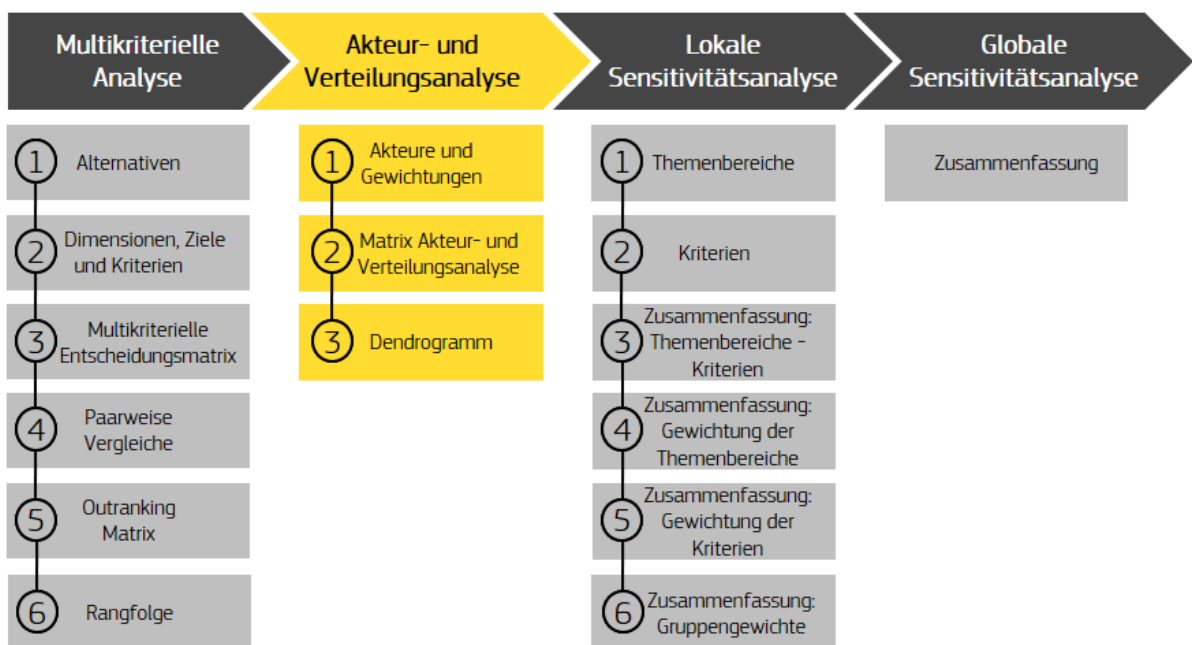 Multikriterielle
Analyse
Akteur- und
Verteilungsanalyse
Lokale
Sensitivitätsanalyse
Globale
Sensitivitätsanalyse
1
Alternativen
2
Dimensionen, Ziele
und Kriterien
3
Multikriterielle
Entscheidungsmatrix
4
Paarweise
Vergleiche
5
Outranking
Matrix
6
Rangfolge
1
Akteure und
Gewichtungen
2
Matrix Akteur- und
Verteilungsanalyse
3
Dendrogramm
1
Themenbereiche
2
Kriterien
3
Zusammenfassung:
Themenbereiche -
Kriterien
4
Zusammenfassung:
Gewichtung der
Themenbereiche
5
Zusammenfassung:
Gewichtung der
Kriterien
6
Zusammenfassung:
Gruppengewichte
Zusammenfassung